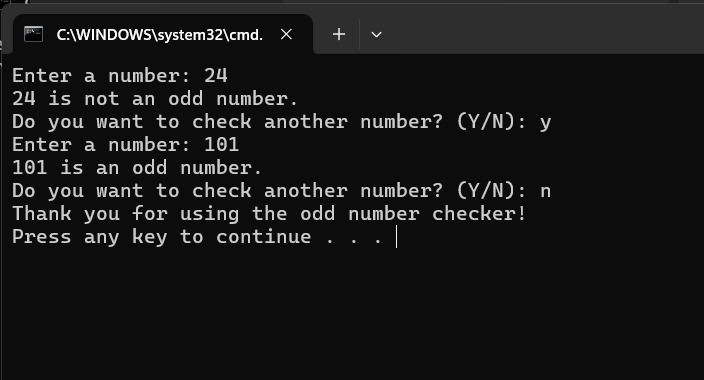 C:\WINDOWS\system32\cmd.
Enter a number: 24
24 is not an odd number.
Do you want to check another number? (Y/N): y
Enter a number: 101
101 is an odd number.
Do you want to check another number? (Y/N): n
Thank you for using the odd number checker!
Press any key to continue . . .